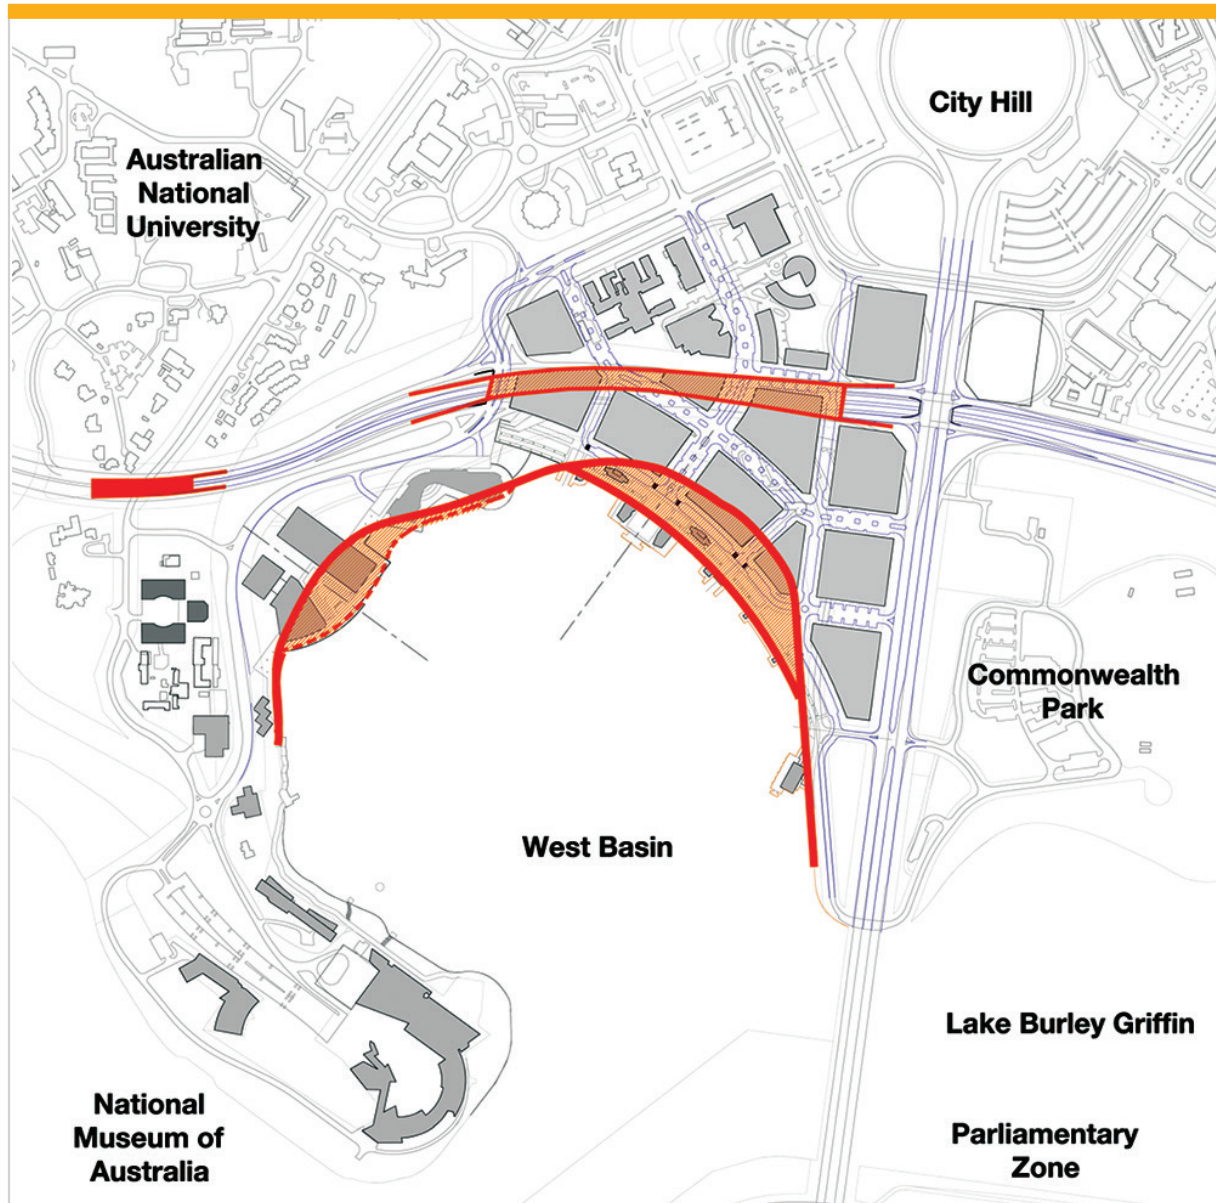 City Hill
Australian
National
University
Commonwealth
Park
West Basin
Lake Burley Griffin
National
Museum of
Australia
Parliamentary
Zone